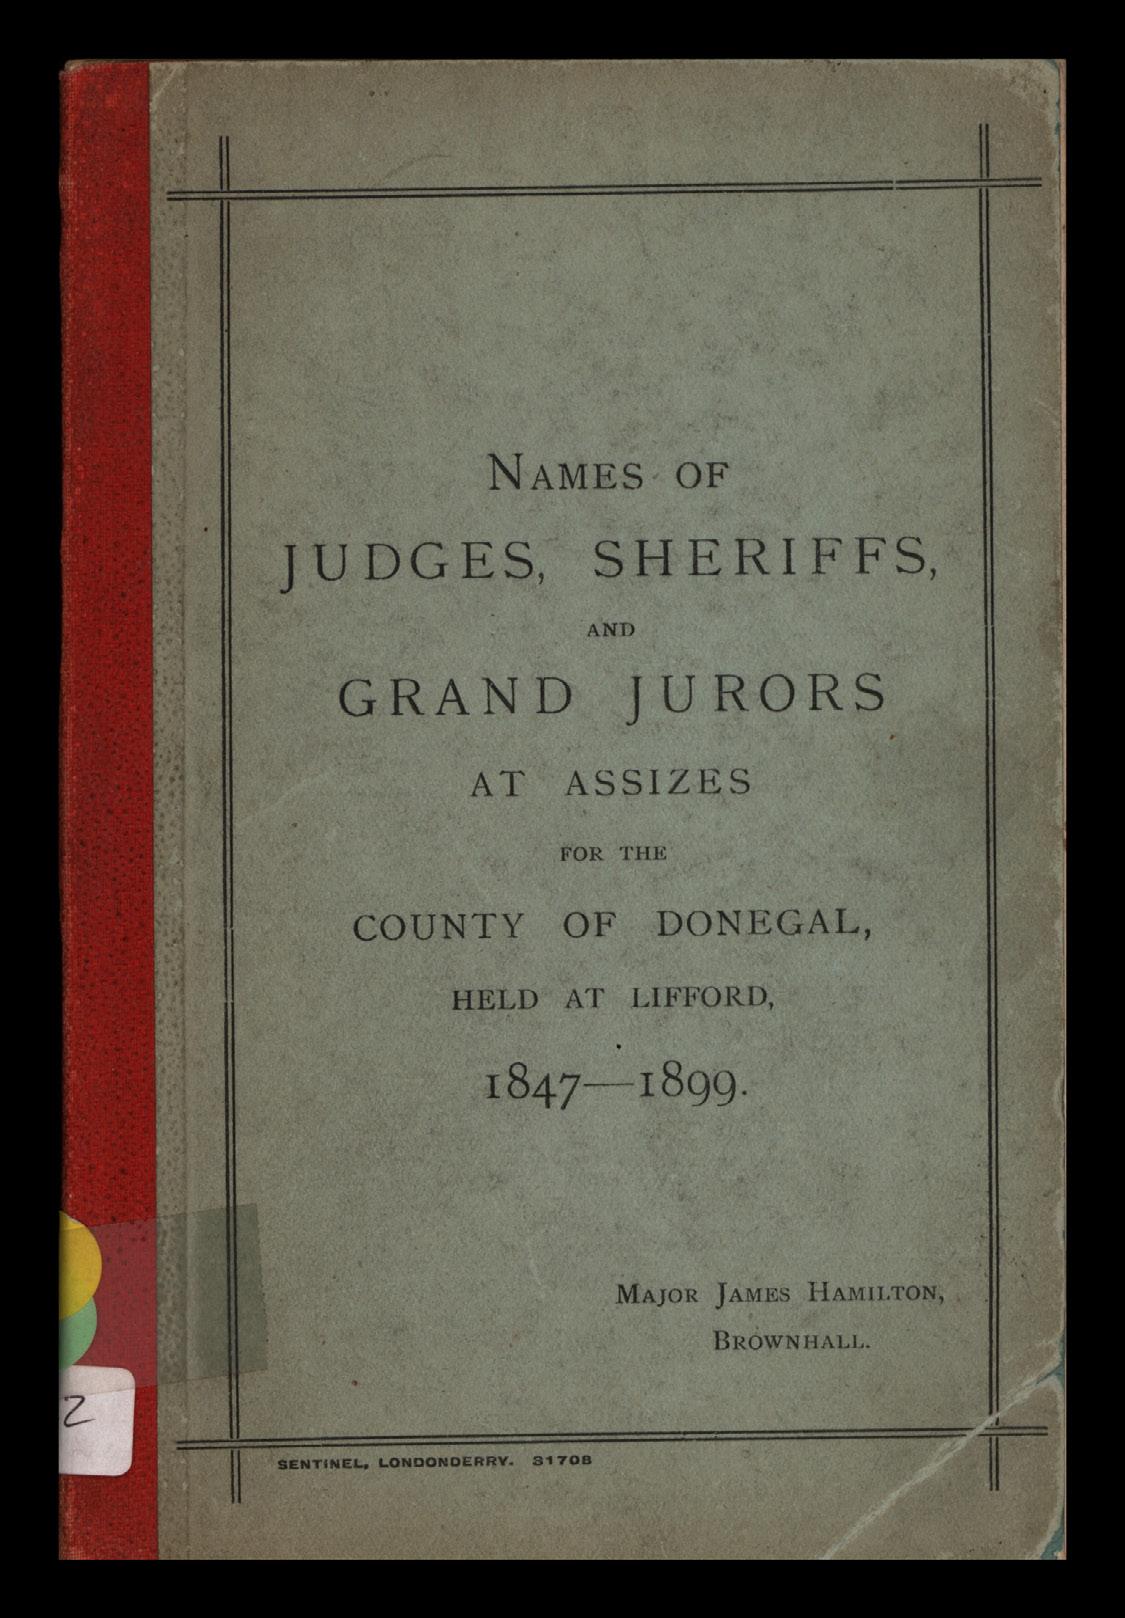 NAMES OF
JUDGES, SHERIFFS,
AND
GRAND JURORS
AT ASSIZES
FOR THE
COUNTY OF DONEGAL,
HELD AT LIFFORD,
1847—1899.
MAJOR JAMES HAMILTON,
BROWNHALL.
2
SENTINEL, LONDONDERRY. 31708